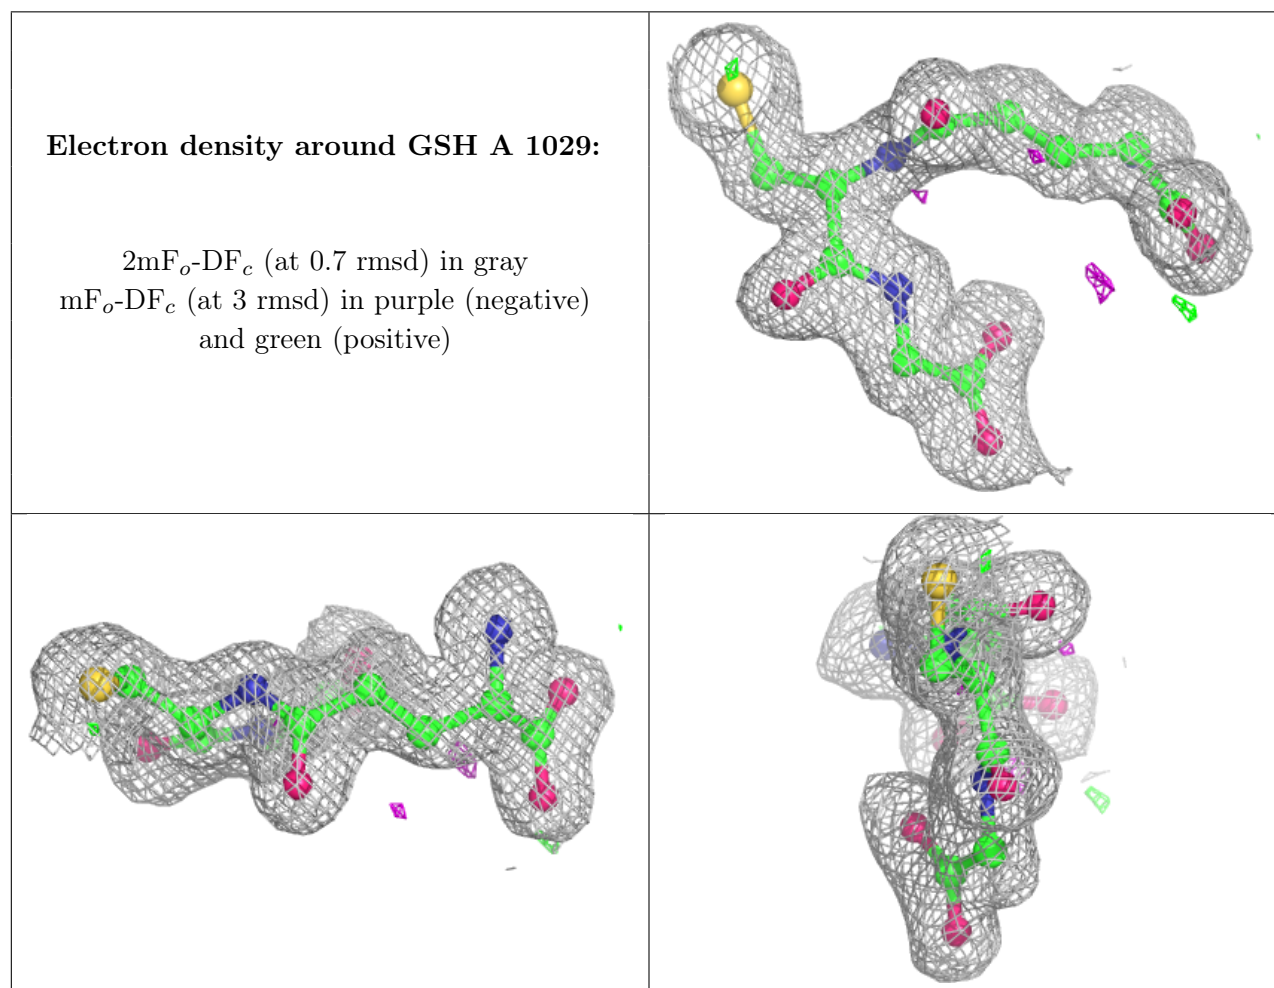 Electron density around GSH A 1029:
2mFₒ-DF𝒸 (at 0.7 rmsd) in gray
mFₒ-DF𝒸 (at 3 rmsd) in purple (negative)
and green (positive)